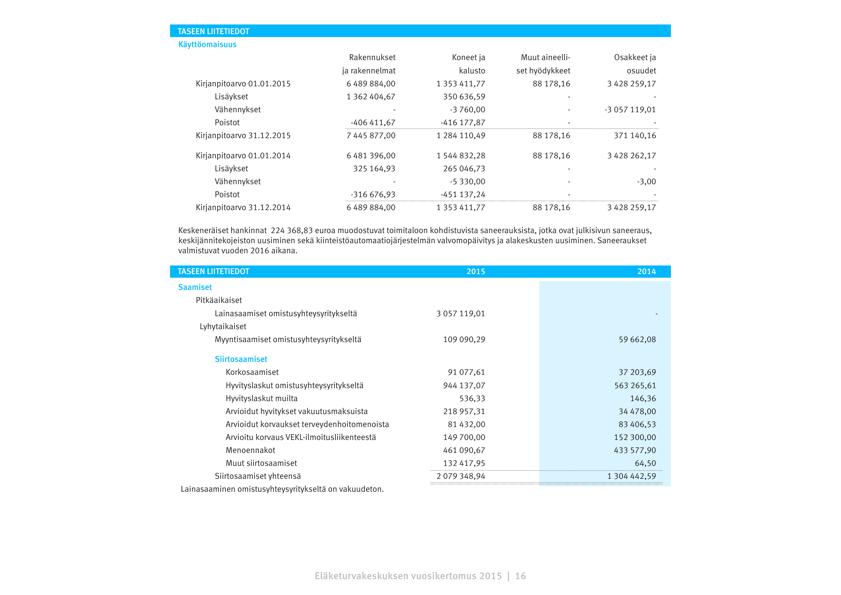 TASEEN LIITETIEDOT
Käyttöomaisuus
Rakennukset Koneet ja Muut aineelli- Osakkeet ja
ja rakennelmat kalusto set hyödykkeet osuudet
Kirjanpitoarvo 01.01.2015 6 489 884,00 1 353 411,77 88 178,16 3 428 259,17
Lisäykset 1 362 404,67 350 636,59 - -
Vähennykset - -3 760,00 - -3 057 119,01
Poistot -406 411,67 -416 177,87 - -
Kirjanpitoarvo 31.12.2015 7 445 877,00 1 284 110,49 88 178,16 371 140,16
Kirjanpitoarvo 01.01.2014 6 481 396,00 1 544 832,28 88 178,16 3 428 262,17
Lisäykset 325 164,93 265 046,73 - -
Vähennykset - -5 330,00 - -3,00
Poistot -316 676,93 -451 137,24 - -
Kirjanpitoarvo 31.12.2014 6 489 884,00 1 353 411,77 88 178,16 3 428 259,17
Keskeneräiset hankinnat 224 368,83 euroa muodostuvat toimitaloon kohdistuvista saneerauksista, jotka ovat julkisivun saneeraus,
keskijännitekojeiston uusiminen sekä kiinteistöautomaatiojärjestelmän valvomopäivitys ja alakeskusten uusiminen. Saneeraukset
valmistuvat vuoden 2016 aikana.
TASEEN LIITETIEDOT 2015 2014
Saamiset
Pitkäaikaiset
Lainasaamiset omistusyhteysyritykseltä 3 057 119,01 -
Lyhytaikaiset
Myyntisaamiset omistusyhteysyritykseltä 109 090,29 59 662,08
Siirtosaamiset
Korkosaamiset 91 077,61 37 203,69
Hyvityslaskut omistusyhteysyritykseltä 944 137,07 563 265,61
Hyvityslaskut muilta 536,33 146,36
Arvioidut hyvitykset vakuutusmaksuista 218 957,31 34 478,00
Arvioidut korvaukset terveydenhoitomenoista 81 432,00 83 406,53
Arvioitu korvaus VEKL-ilmoitusliikenteestä 149 700,00 152 300,00
Menoennakot 461 090,67 433 577,90
Muut siirtosaamiset 132 417,95 64,50
Siirtosaamiset yhteensä 2 079 348,94 1 304 442,59
Lainasaaminen omistusyhteysyritykseltä on vakuudeton.
Eläketurvakeskuksen vuosikertomus 2015 | 16